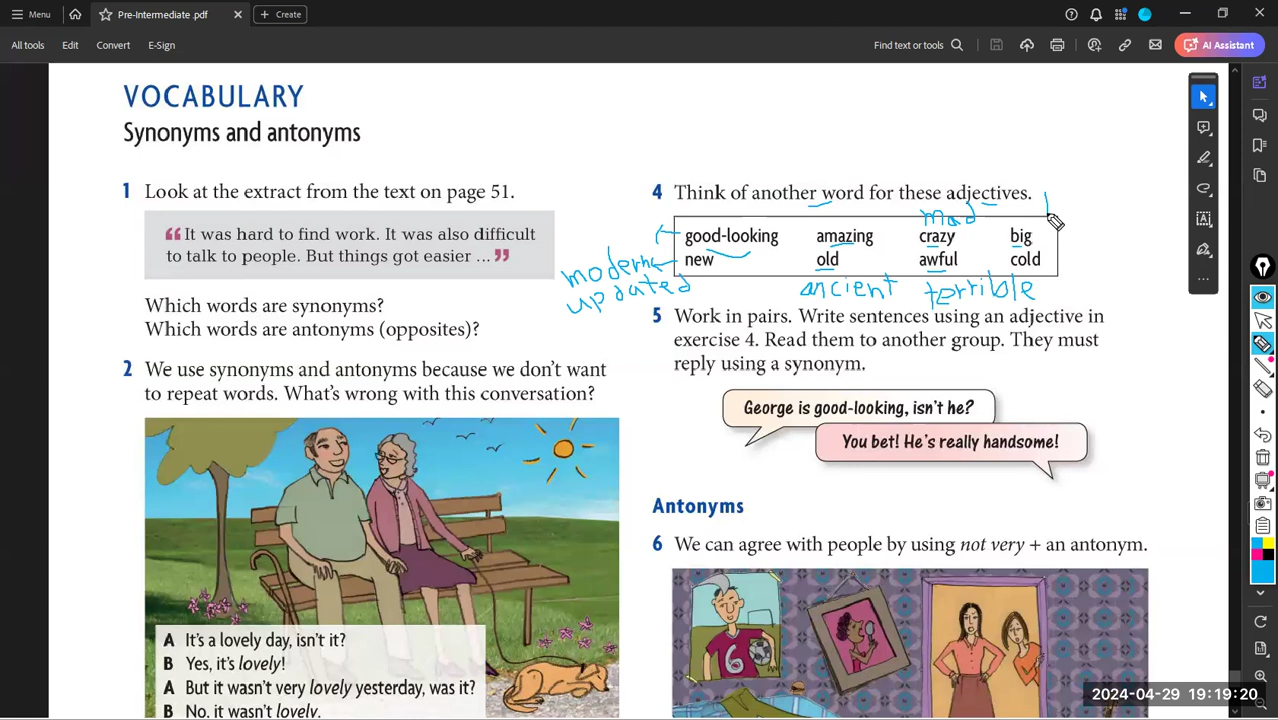 Menu
Pre-Intermediate .pdf
Create
All tools
Edit
Convert
E-Sign
Find text or tools
AI Assistant
VOCABULARY
Synonyms and antonyms
1 Look at the extract from the text on page 51.
❝ It was hard to find work. It was also difficult
to talk to people. But things got easier ... ❞
Which words are synonyms?
Which words are antonyms (opposites)?
2 We use synonyms and antonyms because we don't want
to repeat words. What's wrong with this conversation?
A It's a lovely day, isn't it?
B Yes, it's lovely!
A But it wasn't very lovely yesterday, was it?
B No, it wasn't lovely.
4 Think of another word for these adjectives.
mad
good-looking amazing crazy big
new old awful cold
modern
updated
ancient
terrible
5 Work in pairs. Write sentences using an adjective in
exercise 4. Read them to another group. They must
reply using a synonym.
George is good-looking, isn't he?
You bet! He's really handsome!
Antonyms
6 We can agree with people by using not very + an antonym.
6
2024-04-29 19:19:20